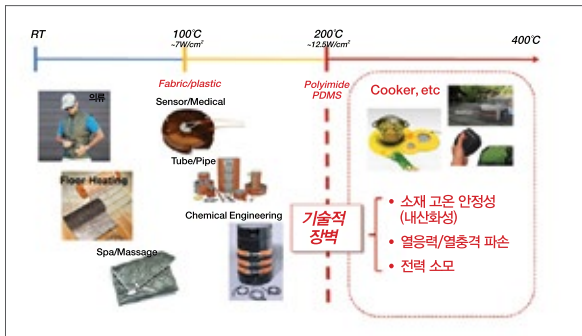 RT
100℃
~7W/cm²
200℃
~12.5W/cm²
400℃
Fabric/plastic
Polyimide
PDMS
의류
Sensor/Medical
Cooker, etc
Tube/Pipe
Floor Heating
Chemical Engineering
기술적
장벽
• 소재 고온 안정성
(내산화성)
• 열응력/열충격 파손
• 전력 소모
Spa/Massage